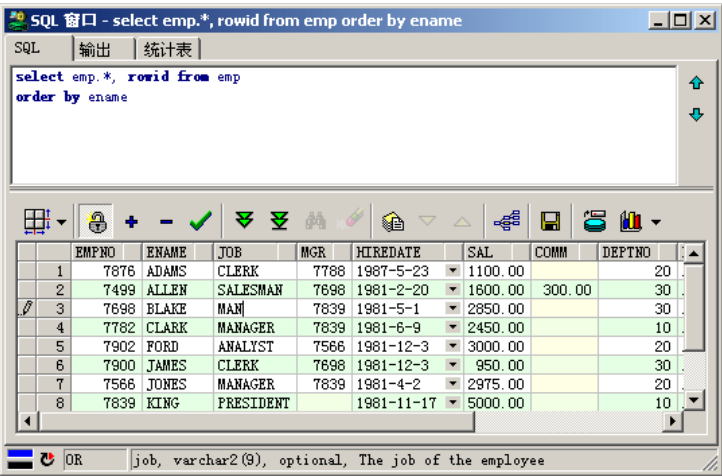 SQL 窗口 - select emp.*, rowid from emp order by ename
SQL 输出 统计表
select emp.*, rowid from emp
order by ename
EMPNO ENAME JOB MGR HIREDATE SAL COMM DEPTNO
1 7876 ADAMS CLERK 7788 1987-5-23 1100.00 20
2 7499 ALLEN SALESMAN 7698 1981-2-20 1600.00 300.00 30
3 7698 BLAKE MAN 7839 1981-5-1 2850.00 30
4 7782 CLARK MANAGER 7839 1981-6-9 2450.00 10
5 7902 FORD ANALYST 7566 1981-12-3 3000.00 20
6 7900 JAMES CLERK 7698 1981-12-3 950.00 30
7 7566 JONES MANAGER 7839 1981-4-2 2975.00 20
8 7839 KING PRESIDENT 1981-11-17 5000.00 10
OR job, varchar2(9), optional, The job of the employee